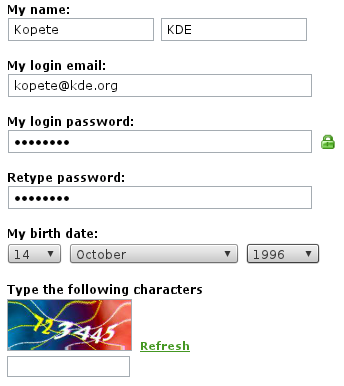 My name:
Kopete KDE
My login email:
kopete@kde.org
My login password:
••••••••
Retype password:
••••••••
My birth date:
14 October 1996
Type the following characters
723445
Refresh